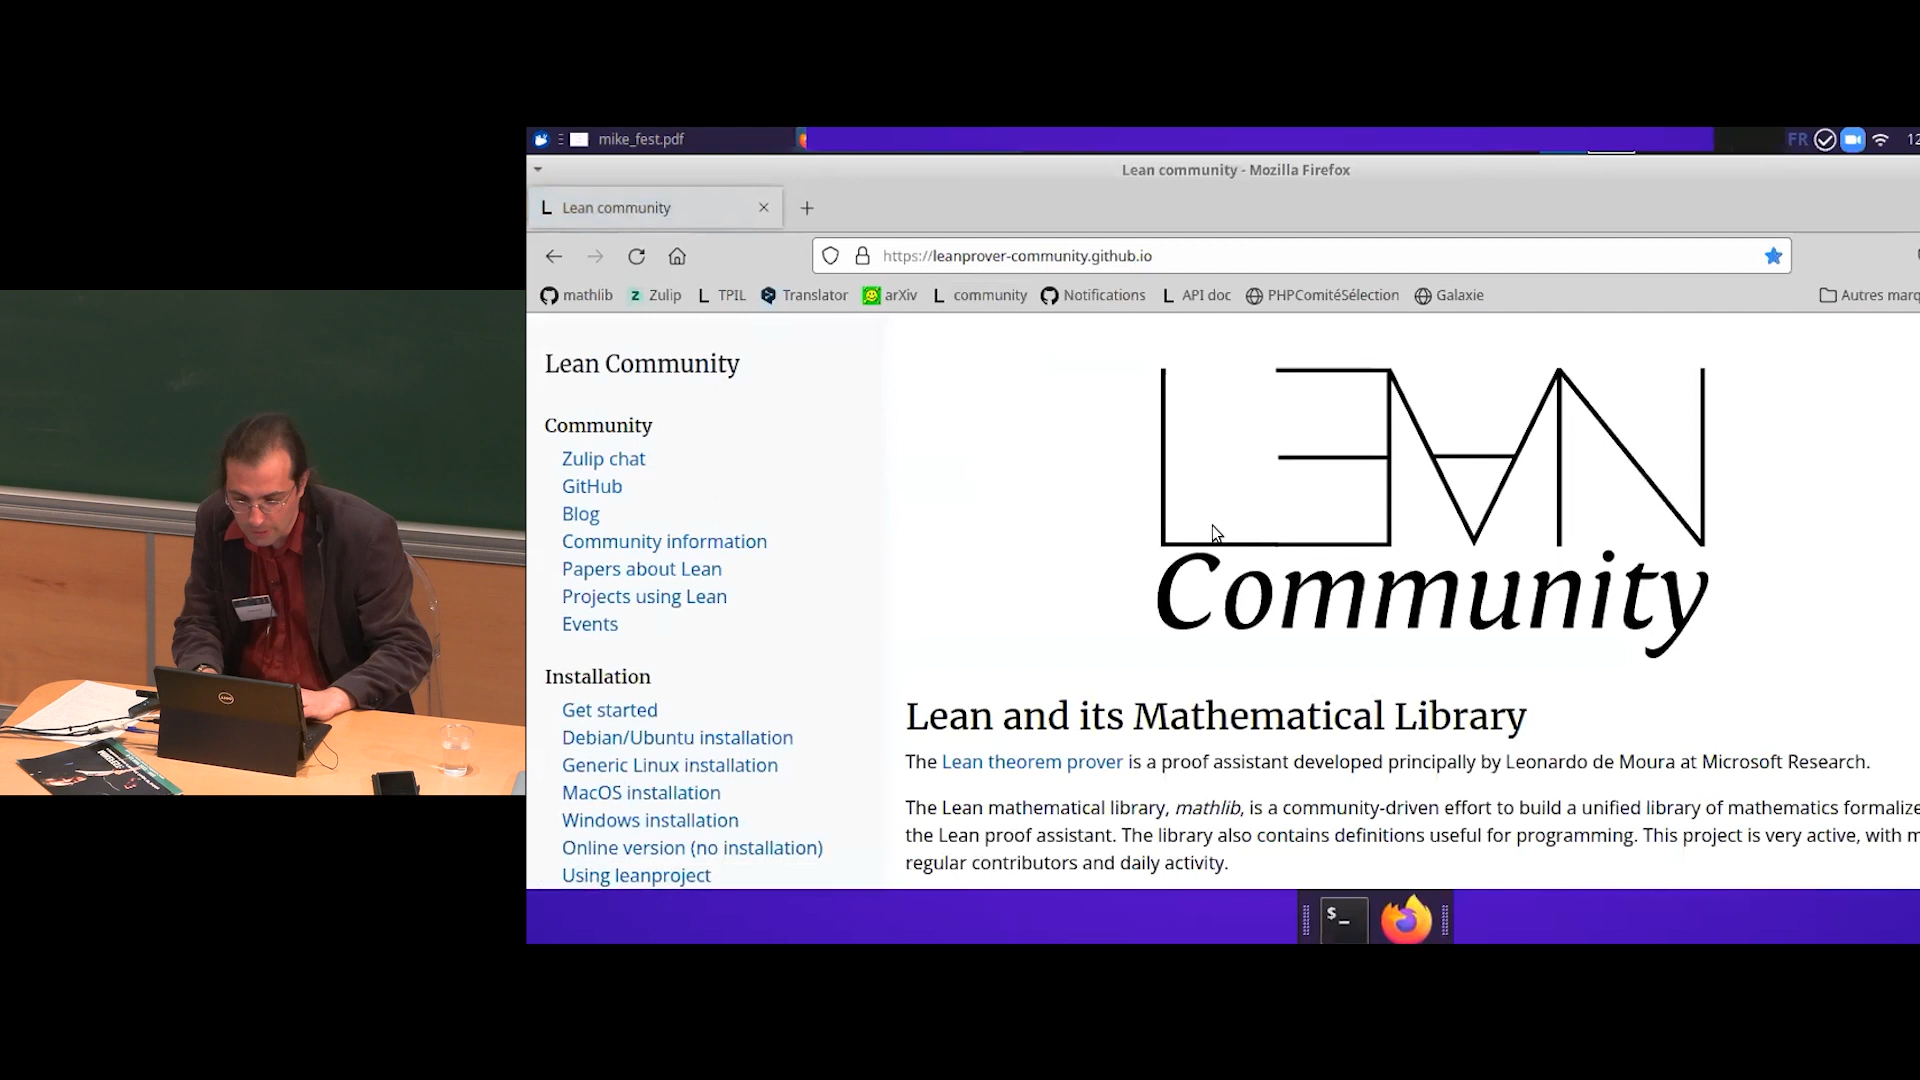 mike_fest.pdf
FR
12
Lean community - Mozilla Firefox
L Lean community
https://leanprover-community.github.io
mathlib Zulip TPIL Translator arXiv community Notifications API doc PHPComitéSélection Galaxie Autres marq
Lean Community
Community
Zulip chat
GitHub
Blog
Community information
Papers about Lean
Projects using Lean
Events
Installation
Get started
Debian/Ubuntu installation
Generic Linux installation
MacOS installation
Windows installation
Online version (no installation)
Using leanproject
L∃∀N
Community
Lean and its Mathematical Library
The Lean theorem prover is a proof assistant developed principally by Leonardo de Moura at Microsoft Research.
The Lean mathematical library, mathlib, is a community-driven effort to build a unified library of mathematics formalize
the Lean proof assistant. The library also contains definitions useful for programming. This project is very active, with m
regular contributors and daily activity.
$_
DELL